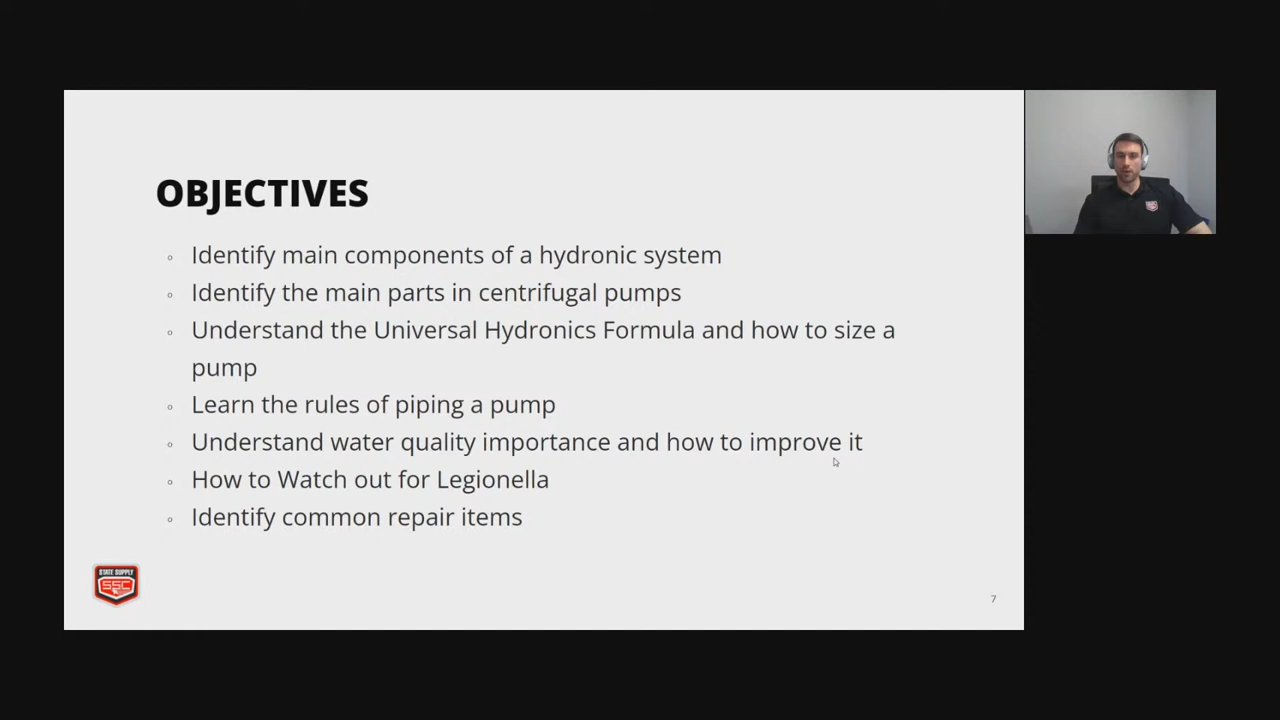 OBJECTIVES
Identify main components of a hydronic system
Identify the main parts in centrifugal pumps
Understand the Universal Hydronics Formula and how to size a
pump
Learn the rules of piping a pump
Understand water quality importance and how to improve it
How to Watch out for Legionella
Identify common repair items
STATE SUPPLY
SSC
7